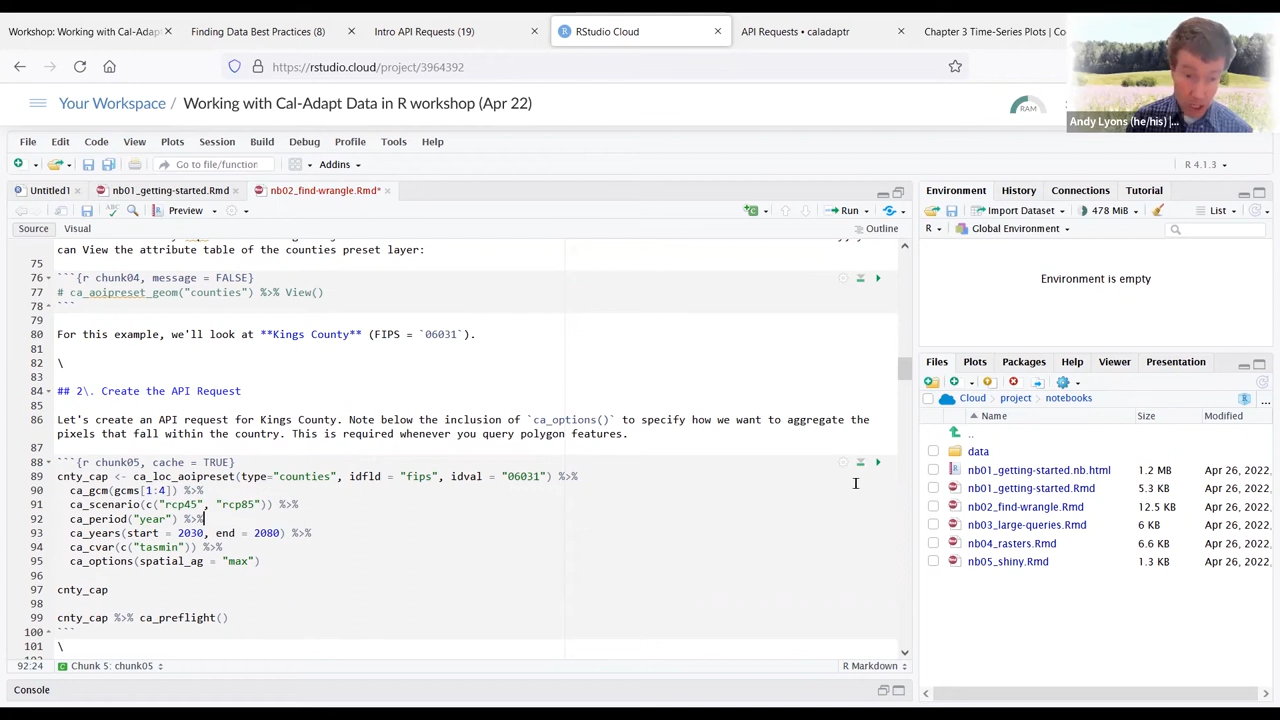 Workshop: Working with Cal-Adapt
Finding Data Best Practices (8)
Intro API Requests (19)
RStudio Cloud
API Requests • caladaptr
Chapter 3 Time-Series Plots | Co
https://rstudio.cloud/project/3964392
Your Workspace / Working with Cal-Adapt Data in R workshop (Apr 22)
RAM
Andy Lyons (he/his) |...
File Edit Code View Plots Session Build Debug Profile Tools Help
Go to file/function
Addins
R 4.1.3
Untitled1
nb01_getting-started.Rmd
nb02_find-wrangle.Rmd*
Preview
Run
Source Visual
Outline
can View the attribute table of the counties preset layer:
75
76 ```{r chunk04, message = FALSE}
77 # ca_aoipreset_geom("counties") %>% View()
78 ```
79
80 For this example, we'll look at **Kings County** (FIPS = `06031`).
81
82 \
83
84 ## 2\. Create the API Request
85
86 Let's create an API request for Kings County. Note below the inclusion of `ca_options()` to specify how we want to aggregate the
pixels that fall within the country. This is required whenever you query polygon features.
87
88 ```{r chunk05, cache = TRUE}
89 cnty_cap <- ca_loc_aoipreset(type="counties", idfld = "fips", idval = "06031") %>%
90 ca_gcm(gcms[1:4]) %>%
91 ca_scenario(c("rcp45", "rcp85")) %>%
92 ca_period("year") %>%
93 ca_years(start = 2030, end = 2080) %>%
94 ca_cvar(c("tasmin")) %>%
95 ca_options(spatial_ag = "max")
96
97 cnty_cap
98
99 cnty_cap %>% ca_preflight()
100 ```
101 \
92:24 Chunk 5: chunk05
R Markdown
Console
Environment History Connections Tutorial
Import Dataset
478 MiB
List
R Global Environment
Environment is empty
Files Plots Packages Help Viewer Presentation
Cloud project notebooks
...
Name Size Modified
..
data
nb01_getting-started.nb.html 1.2 MB Apr 26, 2022,
nb01_getting-started.Rmd 5.3 KB Apr 26, 2022,
nb02_find-wrangle.Rmd 12.5 KB Apr 26, 2022,
nb03_large-queries.Rmd 6 KB Apr 26, 2022,
nb04_rasters.Rmd 6.6 KB Apr 26, 2022,
nb05_shiny.Rmd 1.3 KB Apr 26, 2022,